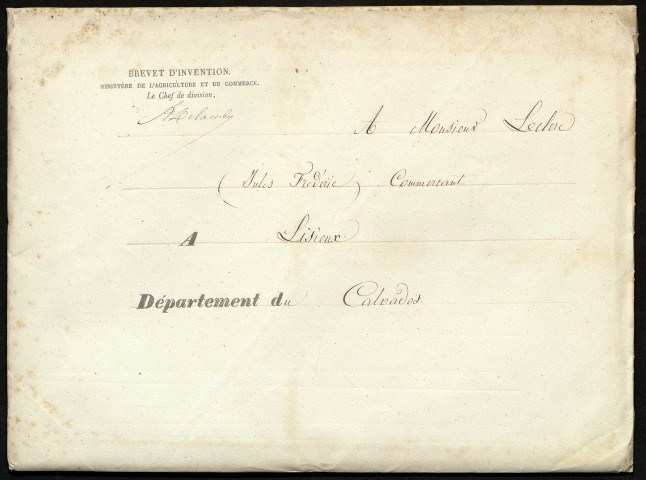 BREVET D'INVENTION.
MINISTÈRE DE L'AGRICULTURE ET DU COMMERCE.
Le Chef de division,
A Monsieur Leclerc
(Jules Frédéric) Commerçant
A Lisieux
Département du Calvados.